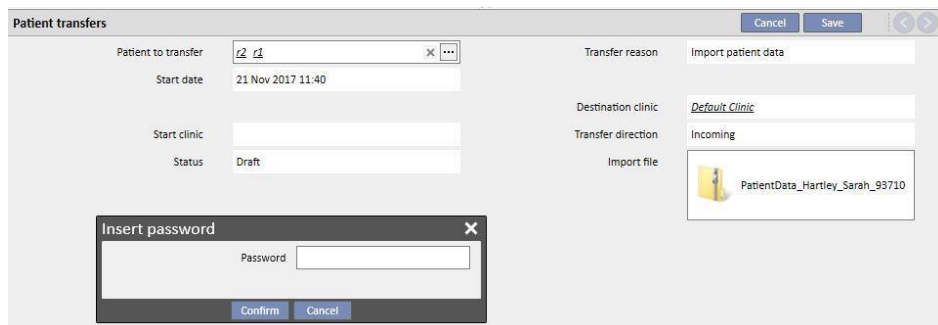 Patient transfers
Cancel Save
Patient to transfer r2 r1
Transfer reason Import patient data
Start date 21 Nov 2017 11:40
Destination clinic Default Clinic
Start clinic
Transfer direction Incoming
Status Draft
Import file PatientData_Hartley_Sarah_93710
Insert password
Password
Confirm Cancel